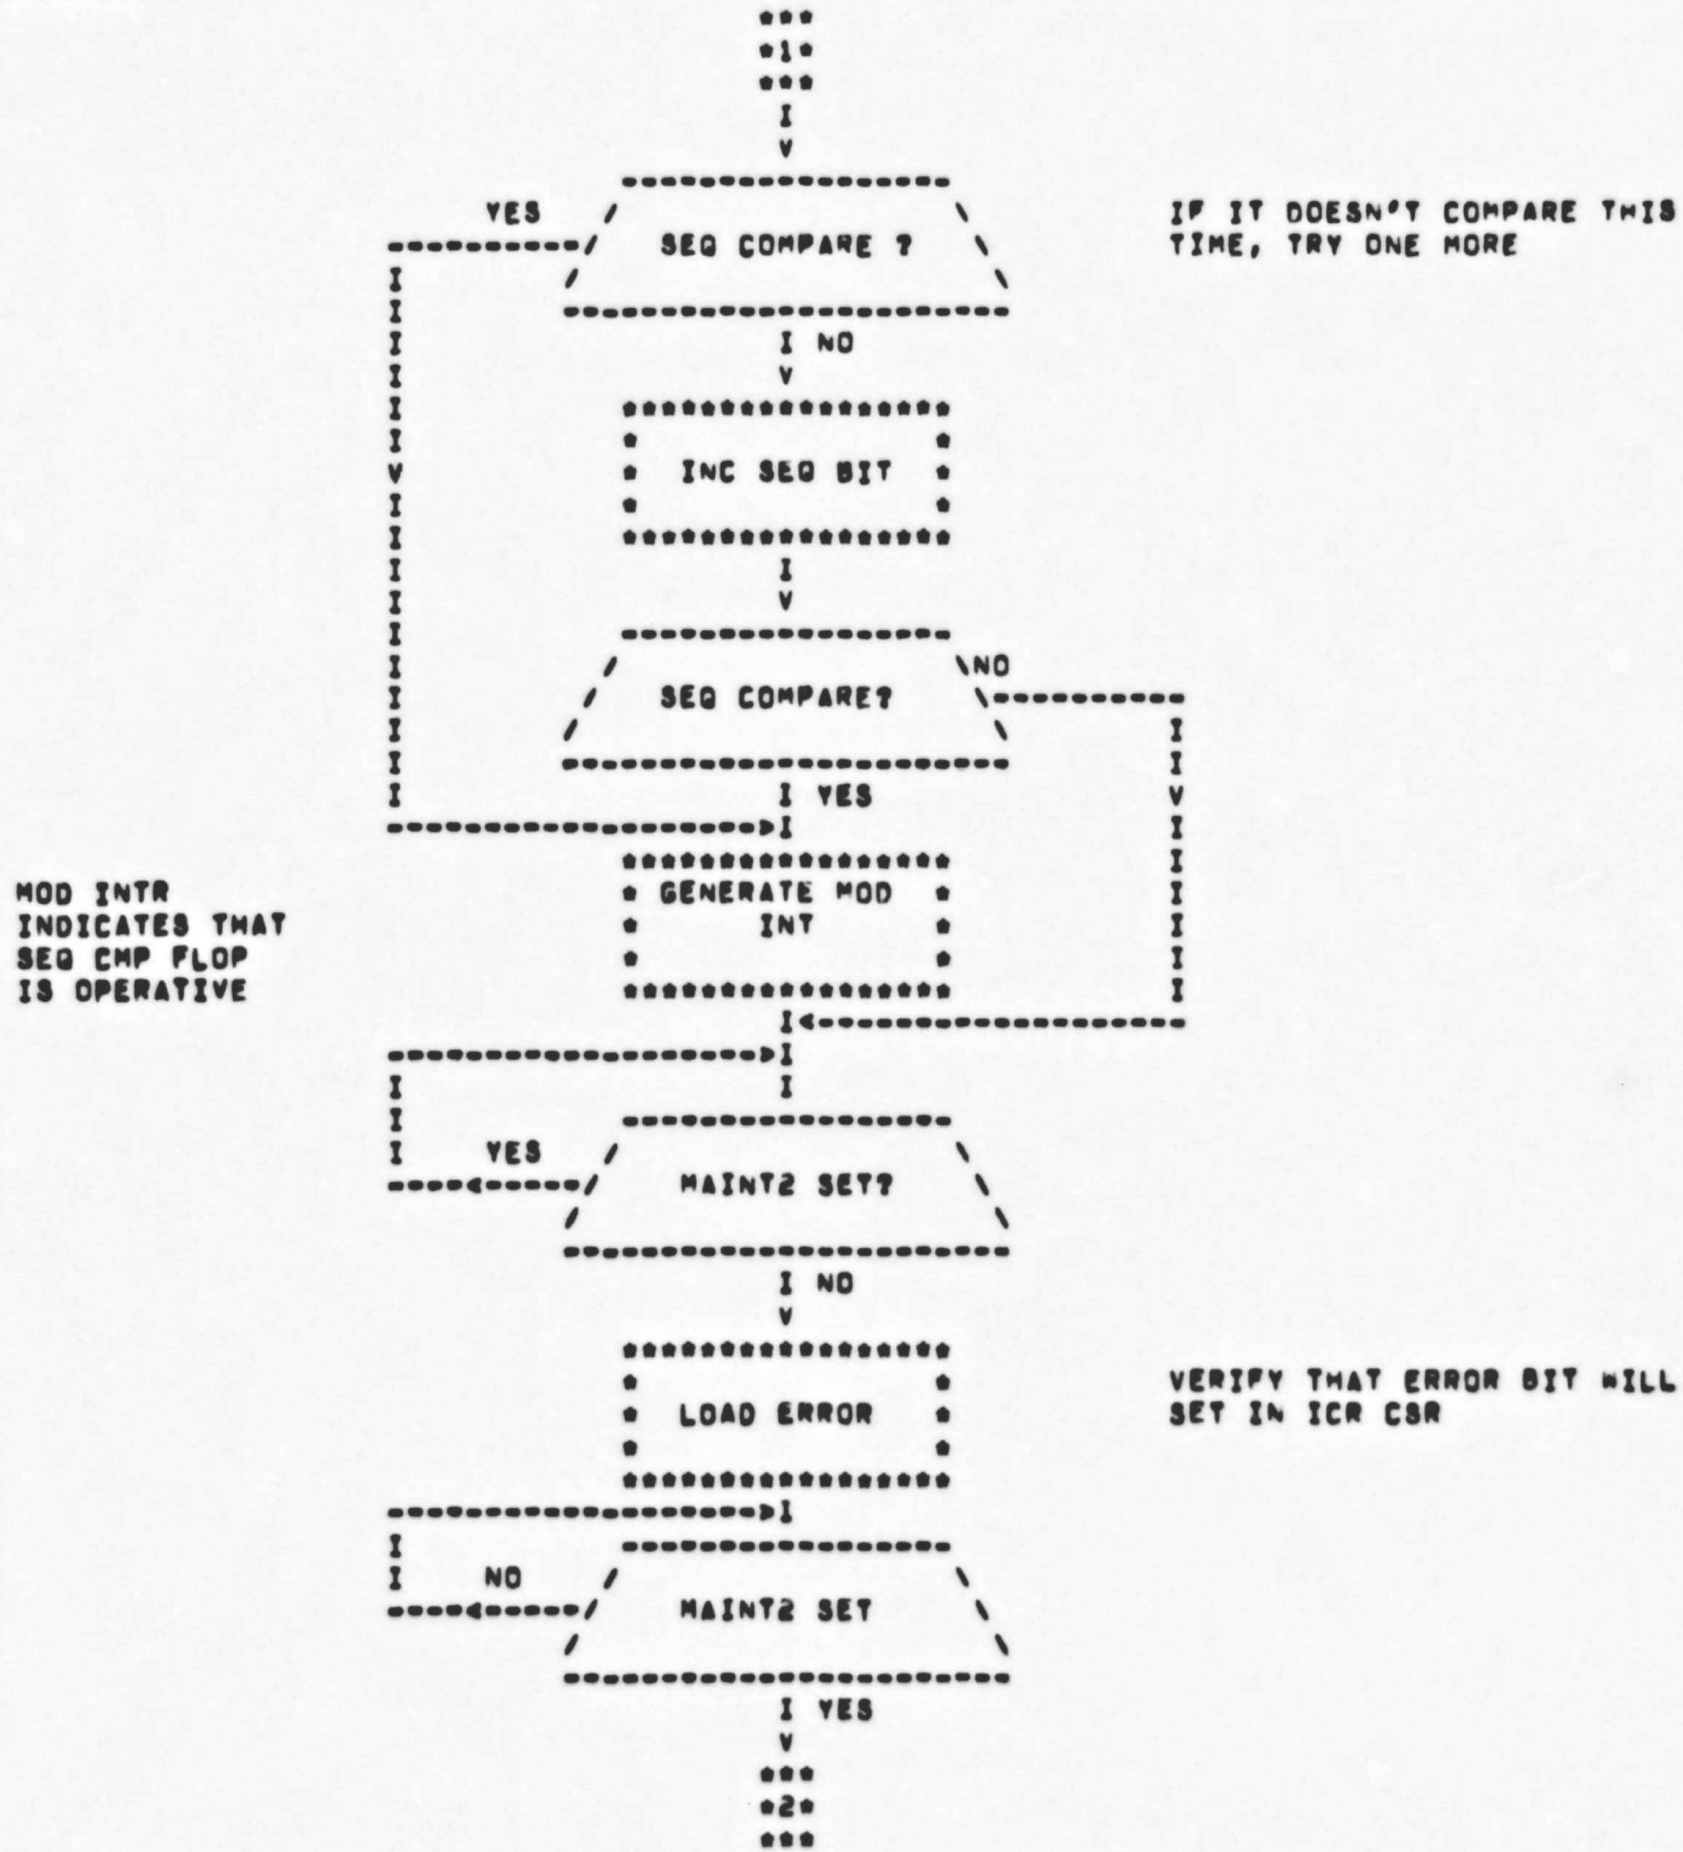 ***
*1*
***
I
V
YES
SEQ COMPARE ?
IF IT DOESN'T COMPARE THIS
TIME, TRY ONE MORE
I NO
V
INC SEQ BIT
I
V
SEQ COMPARE?
NO
I YES
GENERATE MOD
INT
MOD INTR
INDICATES THAT
SEQ CMP FLOP
IS OPERATIVE
YES
MAINT2 SET?
I NO
V
LOAD ERROR
VERIFY THAT ERROR BIT WILL
SET IN ICR CSR
NO
MAINT2 SET
I YES
V
***
*2*
***